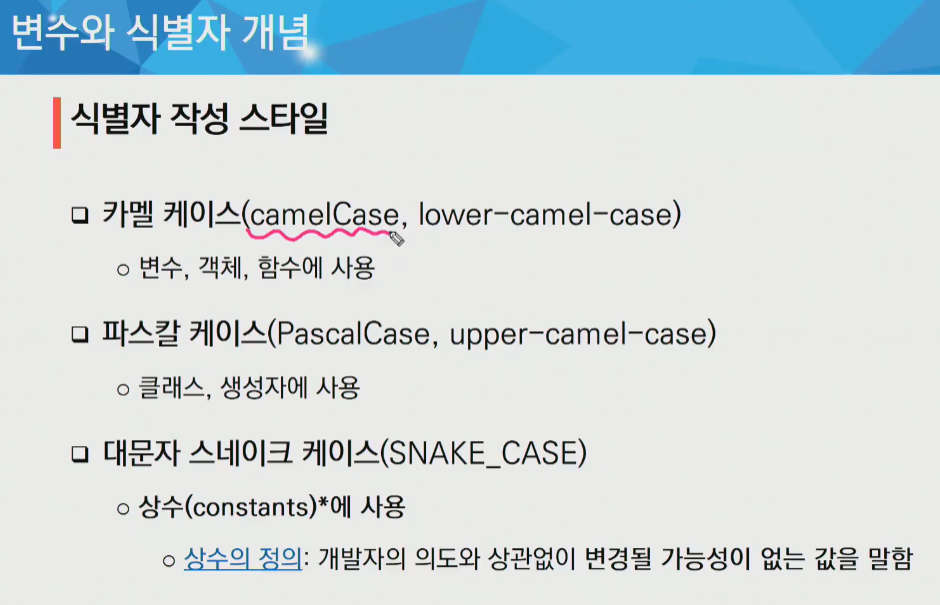 변수와 식별자 개념
식별자 작성 스타일
❑ 카멜 케이스(camelCase, lower-camel-case)
○ 변수, 객체, 함수에 사용
❑ 파스칼 케이스(PascalCase, upper-camel-case)
○ 클래스, 생성자에 사용
❑ 대문자 스네이크 케이스(SNAKE_CASE)
○ 상수(constants)*에 사용
○ 상수의 정의: 개발자의 의도와 상관없이 변경될 가능성이 없는 값을 말함